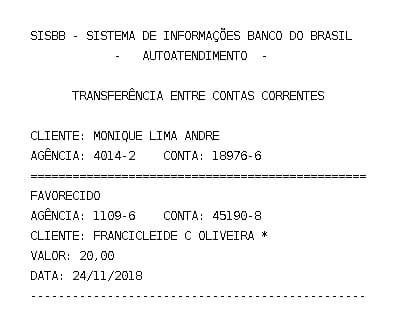 SISBB - SISTEMA DE INFORMAÇÕES BANCO DO BRASIL
- AUTOATENDIMENTO -
TRANSFERÊNCIA ENTRE CONTAS CORRENTES
CLIENTE: MONIQUE LIMA ANDRE
AGÊNCIA: 4014-2 CONTA: 18976-6
================================================
FAVORECIDO
AGÊNCIA: 1109-6 CONTA: 45190-8
CLIENTE: FRANCICLEIDE C OLIVEIRA *
VALOR: 20,00
DATA: 24/11/2018
------------------------------------------------